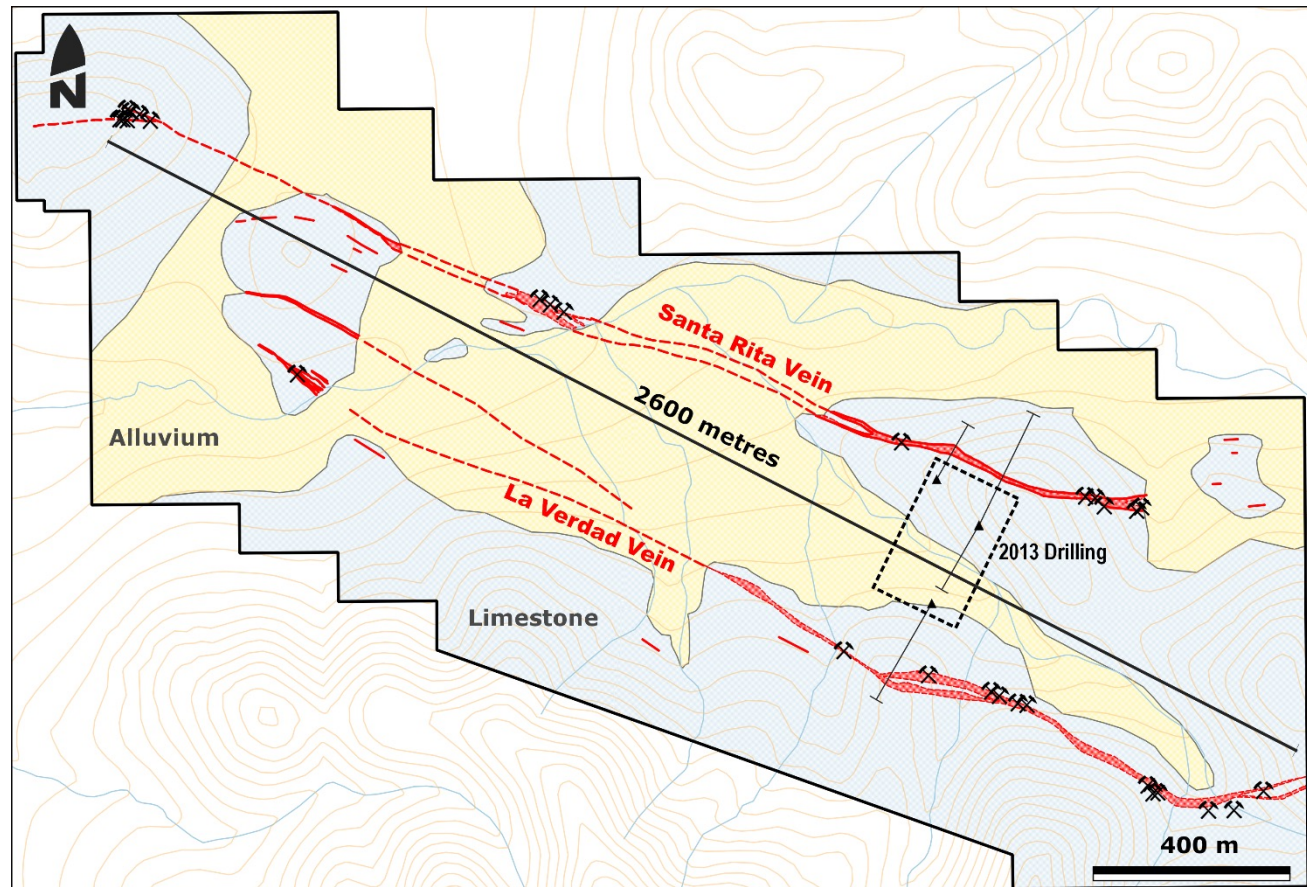 N
Santa Rita Vein
2600 metres
Alluvium
La Verdad Vein
2013 Drilling
Limestone
400 m